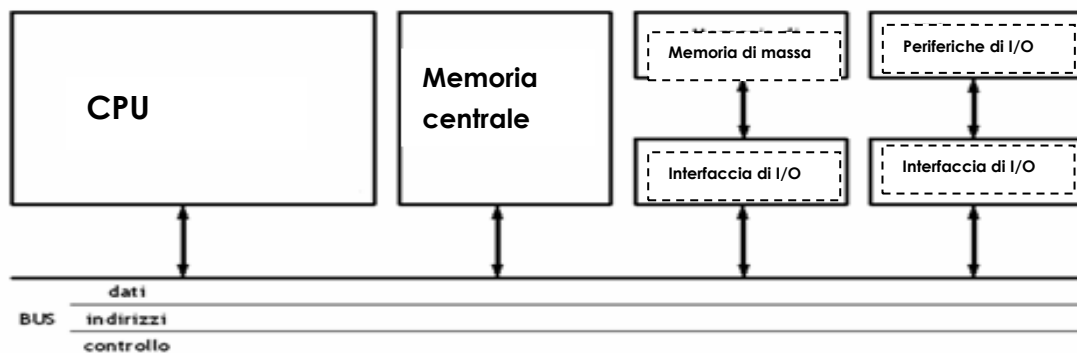 CPU
Memoria
centrale
Memoria di massa
Periferiche di I/O
Interfaccia di I/O
Interfaccia di I/O
dati
BUS indirizzi
controllo